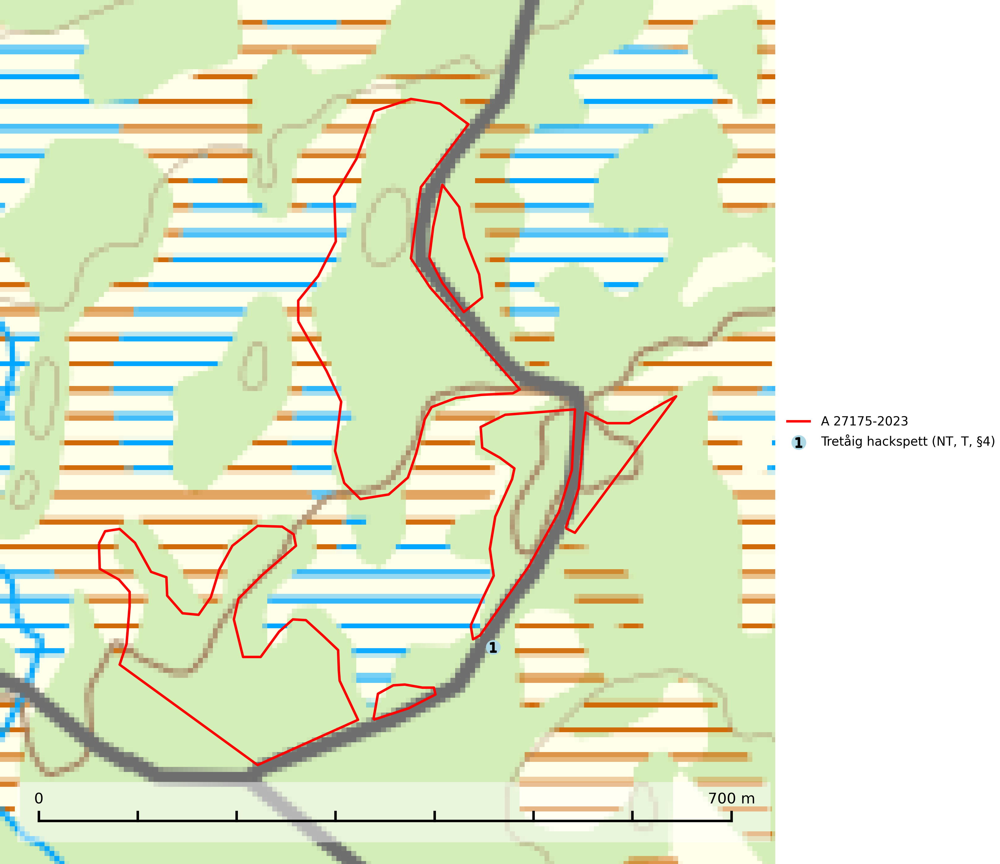 A 27175-2023
1 Tretåig hackspett (NT, T, §4)
1
0 700 m